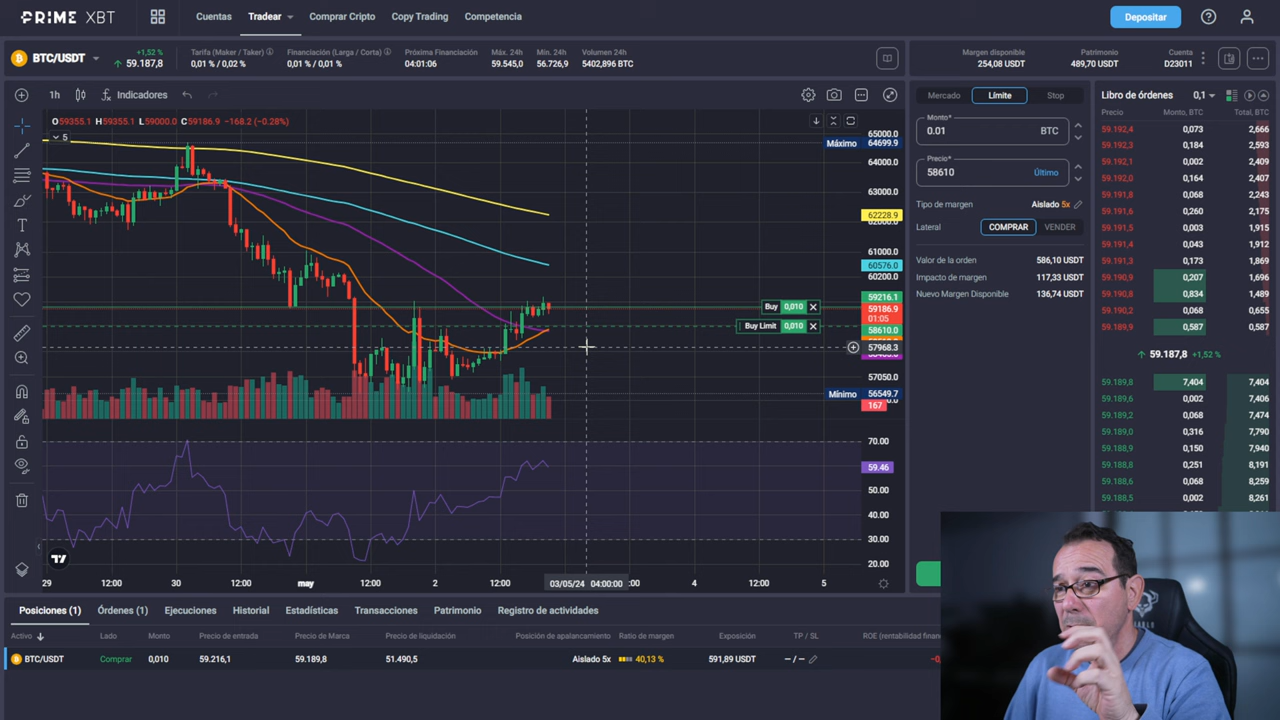 PRIME XBT
Cuentas
Tradear
Comprar Cripto
Copy Trading
Competencia
Depositar
BTC/USDT
+1,52 %
59.187,8
Tarifa (Maker / Taker)
0,01 % / 0,02 %
Financiación (Larga / Corta)
0,01 % / 0,01 %
Próxima Financiación
04:01:06
Máx. 24h
59.545,0
Mín. 24h
56.726,9
Volumen 24h
5402,896 BTC
Margen disponible
254,08 USDT
Patrimonio
489,70 USDT
Cuenta
D23011
1h
Indicadores
O59355.1 H59355.1 L59000.0 C59186.9 -168.2 (-0.28%)
5
65000.0
Máximo 64699.9
64000.0
63000.0
62228.9
61000.0
60576.0
60200.0
59216.1
59186.9
01:05
58610.0
57968.3
57050.0
Mínimo 56549.7
167
Buy 0,010
Buy Limit 0,010
70.00
59.46
50.00
40.00
30.00
20.00
29
12:00
30
12:00
may
12:00
2
12:00
03/05/24 04:00:00
:00
4
12:00
5
Mercado
Límite
Stop
Monto*
0.01
BTC
Precio*
58610
Último
Tipo de margen
Aislado 5x
Lateral
COMPRAR
VENDER
Valor de la orden
586,10 USDT
Impacto de margen
117,33 USDT
Nuevo Margen Disponible
136,74 USDT
Libro de órdenes
0,1
Precio
Monto, BTC
Total, BTC
59.192,4 0,073 2,666
59.192,3 0,184 2,593
59.192,1 0,002 2,409
59.192,0 0,164 2,407
59.191,8 0,068 2,243
59.191,6 0,260 2,175
59.191,5 0,003 1,915
59.191,4 0,043 1,912
59.191,3 0,173 1,869
59.190,9 0,207 1,696
59.190,8 0,834 1,489
59.190,6 0,068 0,655
59.189,9 0,587 0,587
59.187,8 +1,52 %
59.189,8 7,404 7,404
59.189,6 0,002 7,406
59.189,2 0,068 7,474
59.189,0 0,316 7,790
59.188,9 0,150 7,940
59.188,8 0,251 8,191
59.188,6 0,068 8,259
59.188,5 0,002 8,261
Posiciones (1)
Órdenes (1)
Ejecuciones
Historial
Estadísticas
Transacciones
Patrimonio
Registro de actividades
Activo
Lado
Monto
Precio de entrada
Precio de Marca
Precio de liquidación
Posición de apalancamiento
Ratio de margen
Exposición
TP / SL
ROE (rentabilidad
BTC/USDT
Comprar
0,010
59.216,1
59.189,8
51.490,5
Aislado 5x
40,13 %
591,89 USDT
– / –